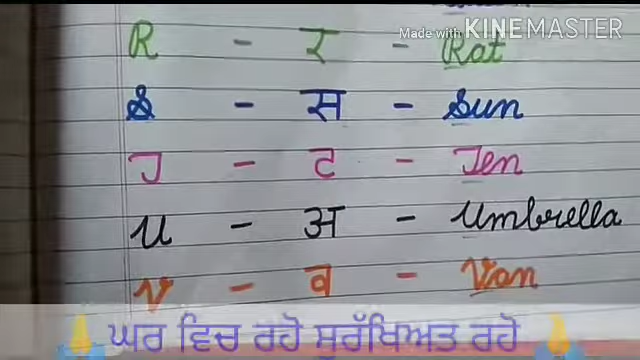 Made with KINEMASTER
R - र - Rat
S - स - Sun
T - ट - Ten
U - अ - Umbrella
V - व - Van
🙏 ਘਰ ਵਿਚ ਰਹੋ ਸੁਰੱਖਿਅਤ ਰਹੋ 🙏